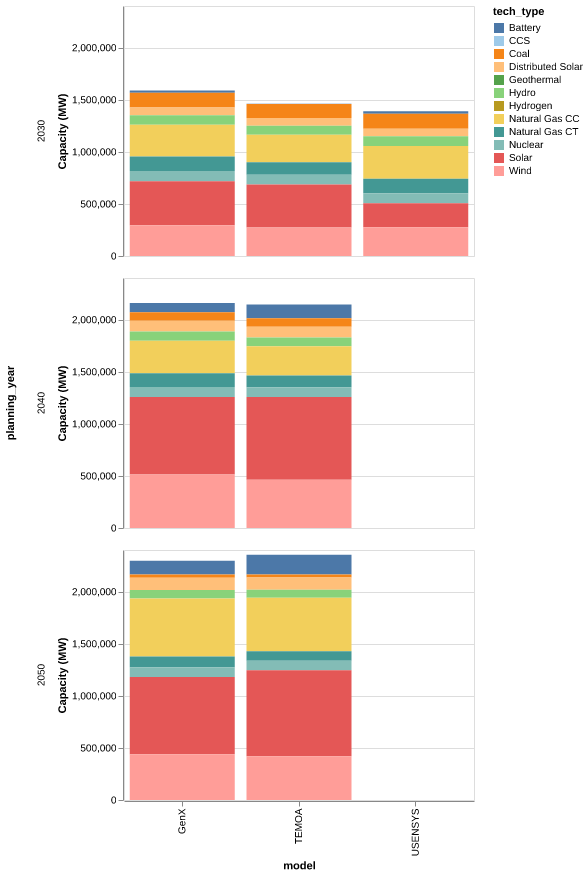 tech_type
Battery
CCS
Coal
Distributed Solar
Geothermal
Hydro
Hydrogen
Natural Gas CC
Natural Gas CT
Nuclear
Solar
Wind
planning_year
2030
Capacity (MW)
2,000,000
1,500,000
1,000,000
500,000
0
2040
Capacity (MW)
2,000,000
1,500,000
1,000,000
500,000
0
2050
Capacity (MW)
2,000,000
1,500,000
1,000,000
500,000
0
GenX
TEMOA
USENSYS
model